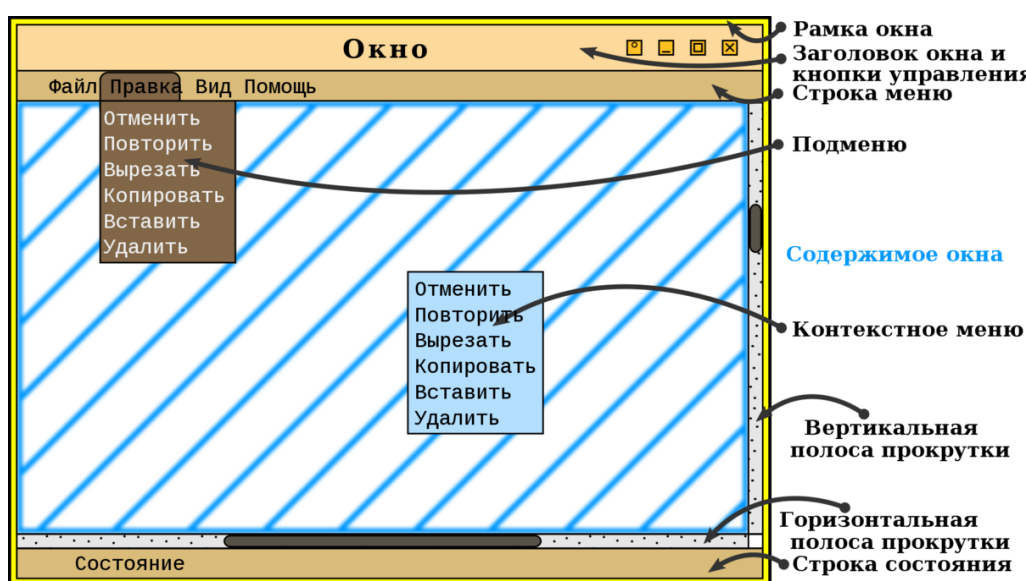 Окно
Файл Правка Вид Помощь
Отменить
Повторить
Вырезать
Копировать
Вставить
Удалить
Отменить
Повторить
Вырезать
Копировать
Вставить
Удалить
Состояние
Рамка окна
Заголовок окна и
кнопки управления
Строка меню
Подменю
Содержимое окна
Контекстное меню
Вертикальная
полоса прокрутки
Горизонтальная
полоса прокрутки
Строка состояния